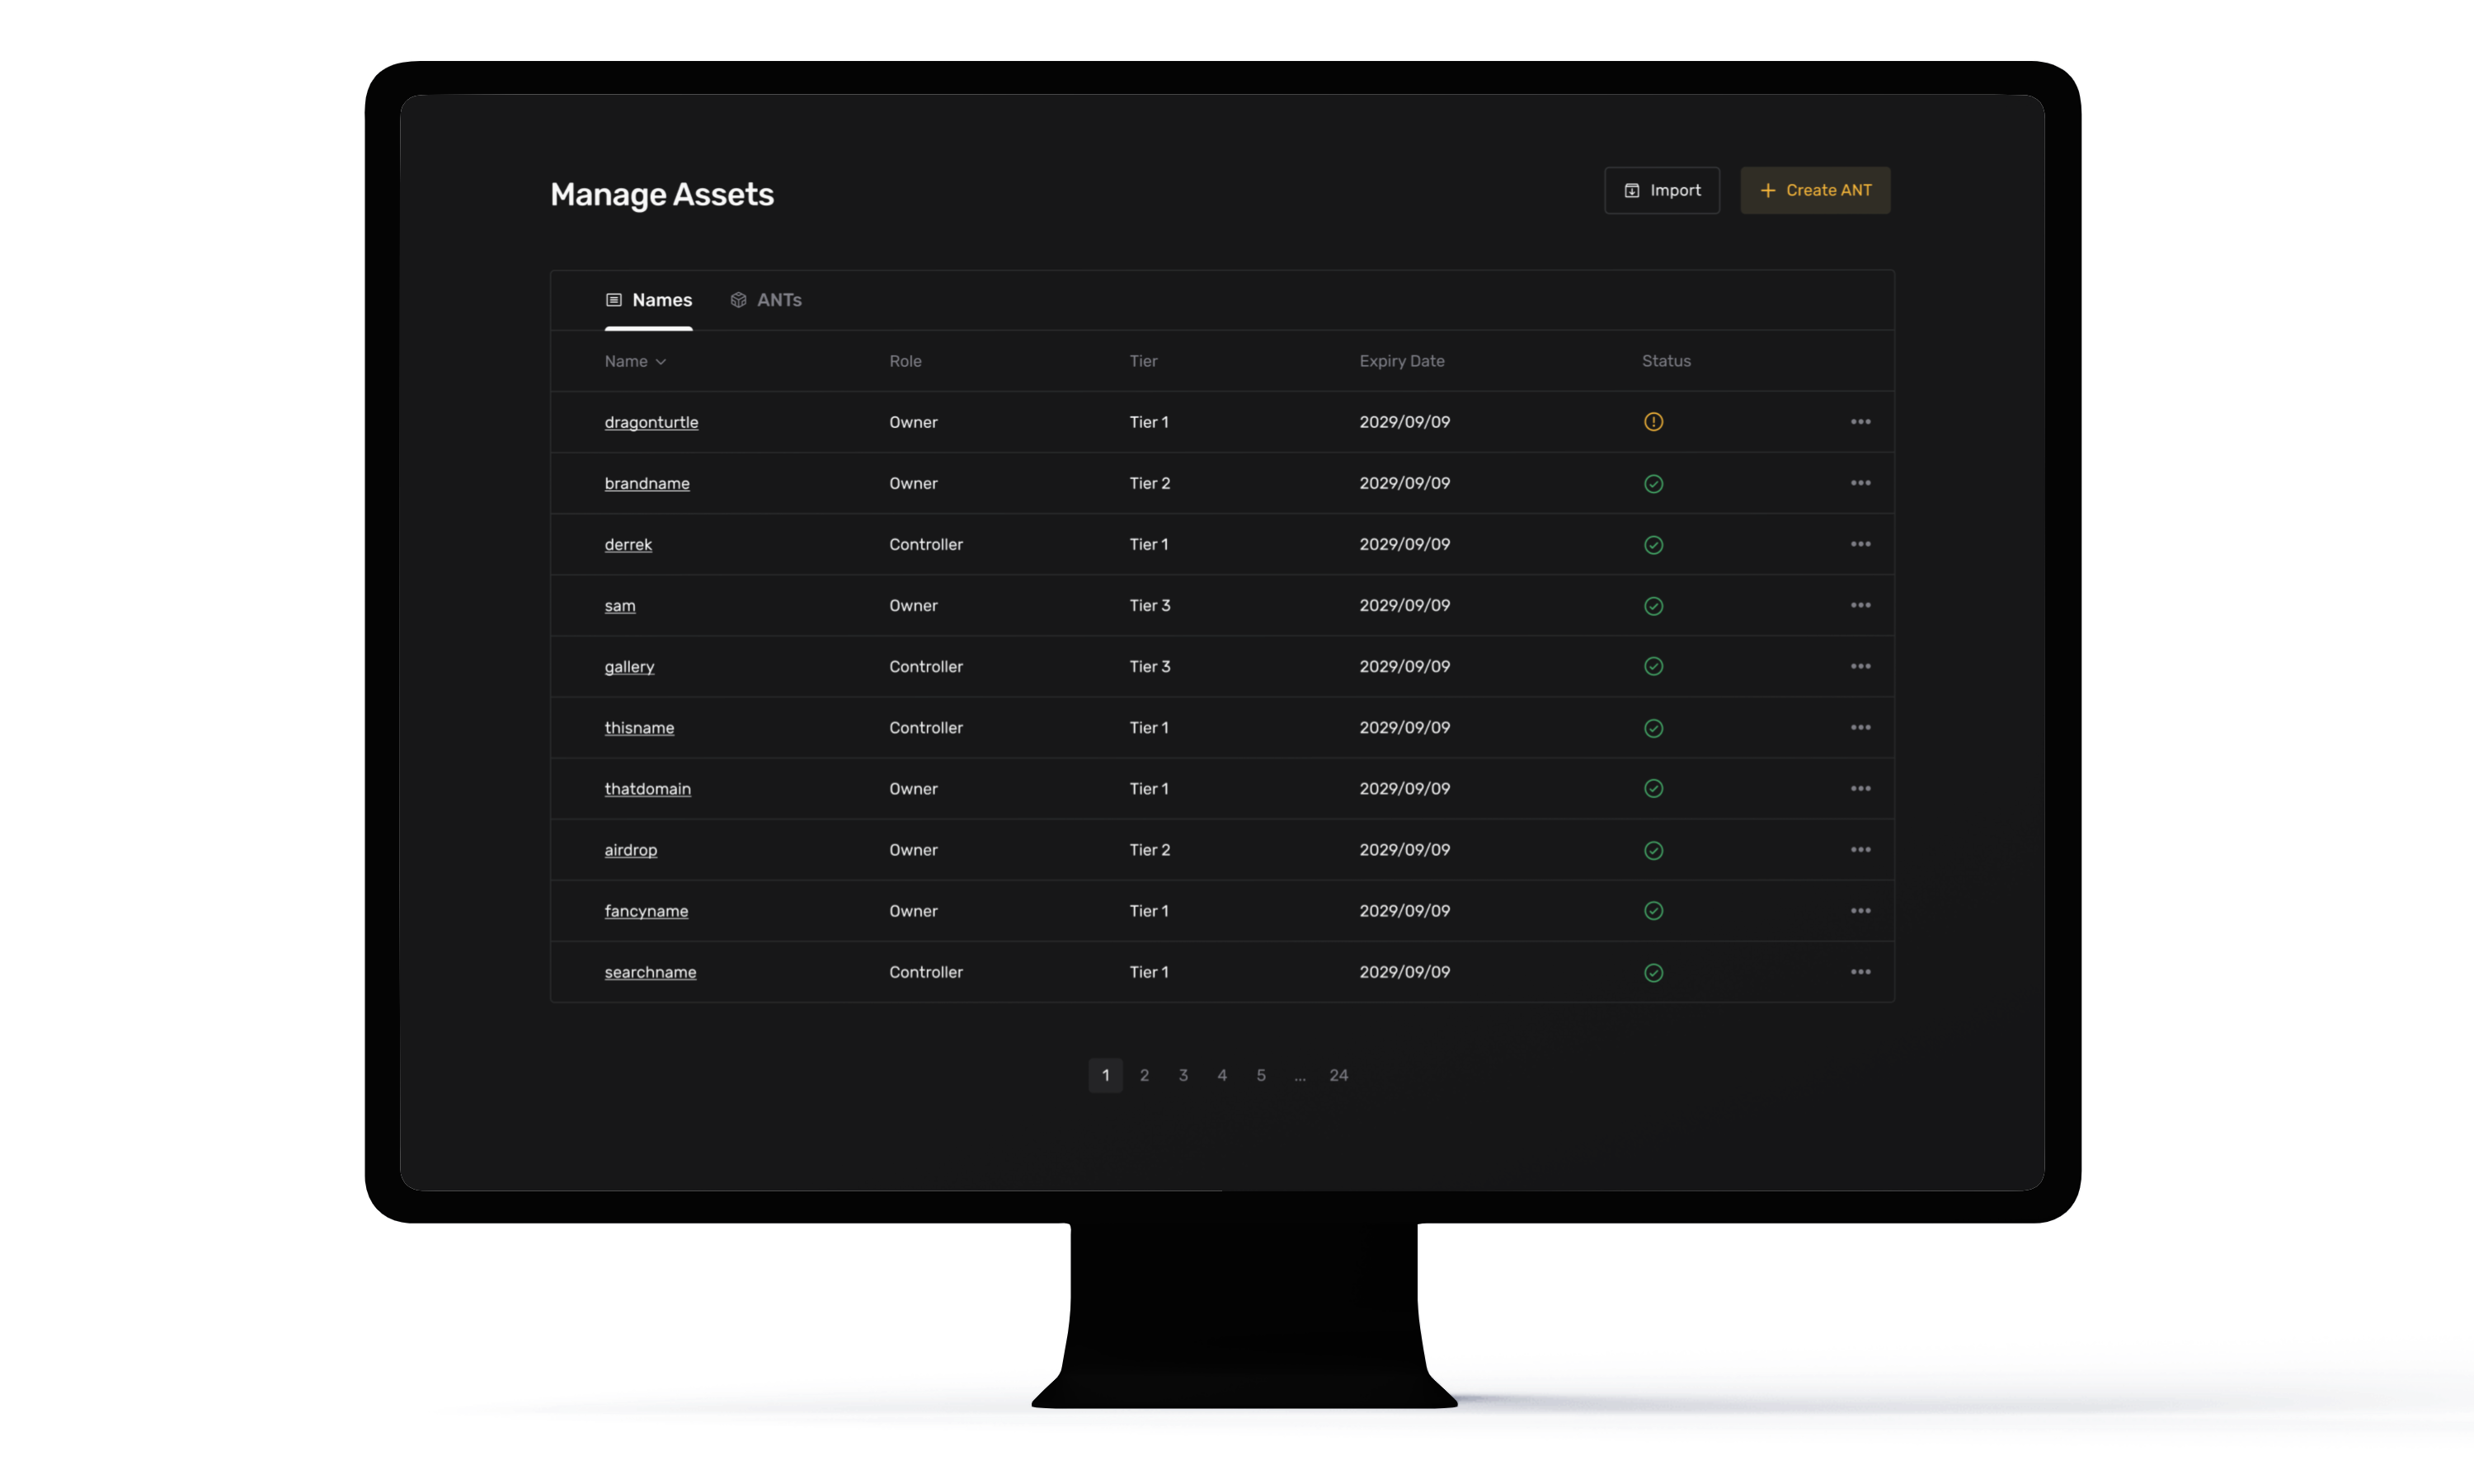 Manage Assets
Import
Create ANT
Names ANTs
Name Role Tier Expiry Date Status
dragonturtle Owner Tier 1 2029/09/09
brandname Owner Tier 2 2029/09/09
derrek Controller Tier 1 2029/09/09
sam Owner Tier 3 2029/09/09
gallery Controller Tier 3 2029/09/09
thisname Controller Tier 1 2029/09/09
thatdomain Owner Tier 1 2029/09/09
airdrop Owner Tier 2 2029/09/09
fancyname Owner Tier 1 2029/09/09
searchname Controller Tier 1 2029/09/09
1 2 3 4 5 ... 24